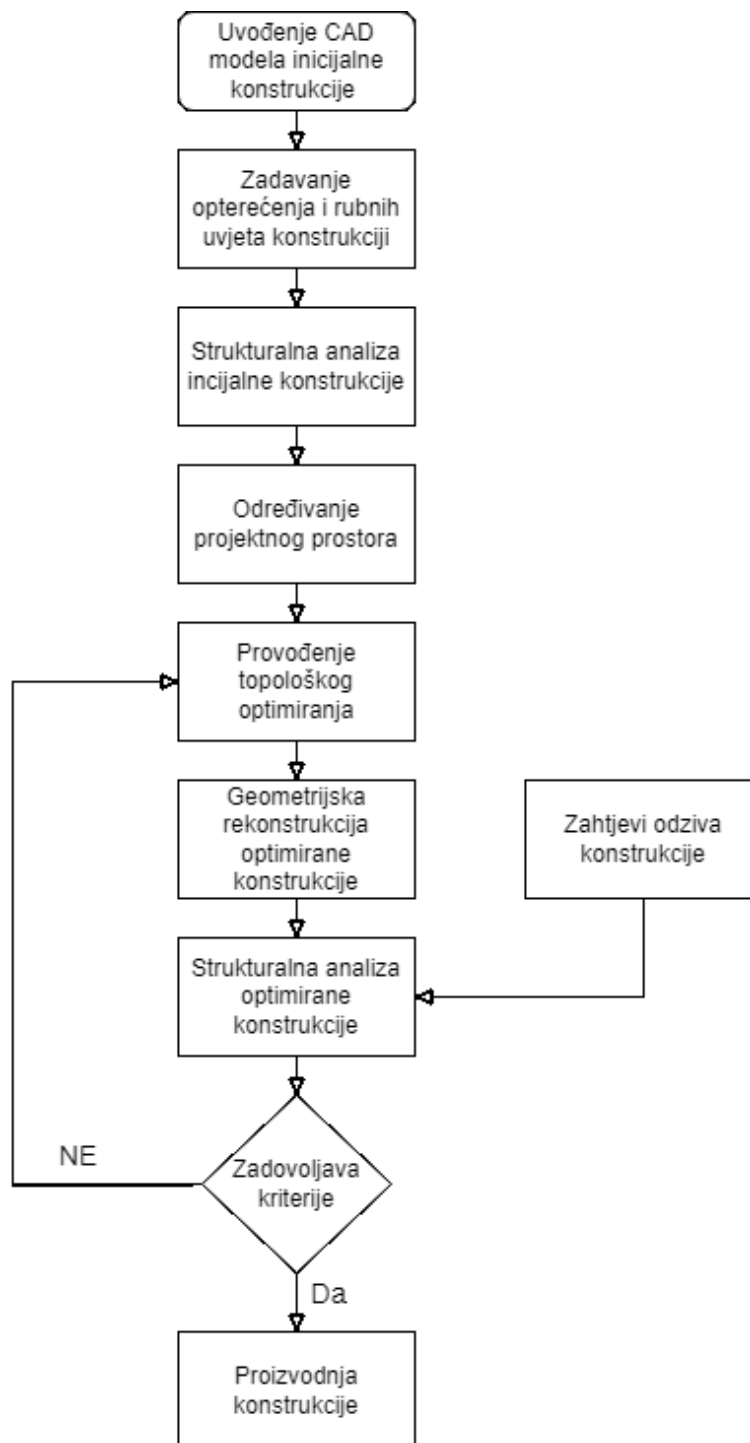 Uvođenje CAD
modela inicijalne
konstrukcije
Zadavanje
opterećenja i rubnih
uvjeta konstrukciji
Strukturalna analiza
incijalne konstrukcije
Određivanje
projektnog prostora
Provođenje
topološkog
optimiranja
Geometrijska
rekonstrukcija
optimirane
konstrukcije
Zahtjevi odziva
konstrukcije
Strukturalna analiza
optimirane
konstrukcije
NE
Zadovoljava
kriterije
Da
Proizvodnja
konstrukcije